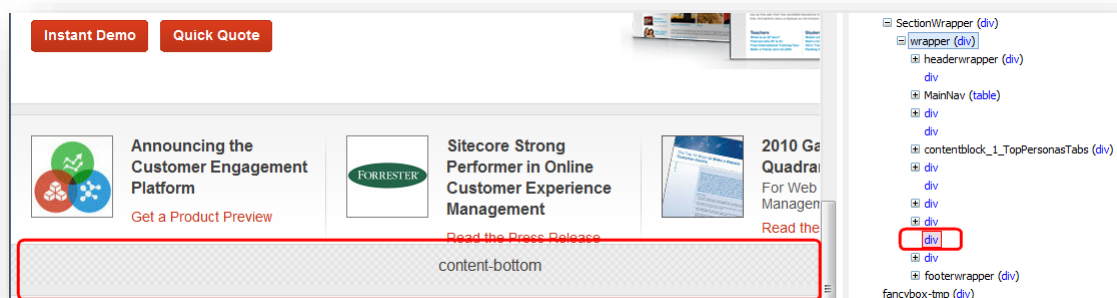 Instant Demo
Quick Quote
Teachers
Student
Announcing the
Customer Engagement
Platform
Get a Product Preview
FORRESTER
Sitecore Strong
Performer in Online
Customer Experience
Management
Read the Press Release
2010 Ga
Quadra
For Web
Managem
Read the
content-bottom
SectionWrapper (div)
wrapper (div)
headerwrapper (div)
div
MainNav (table)
div
div
contentblock_1_TopPersonasTabs (div)
div
div
div
div
div
div
footerwrapper (div)
fancybox-tmp (div)